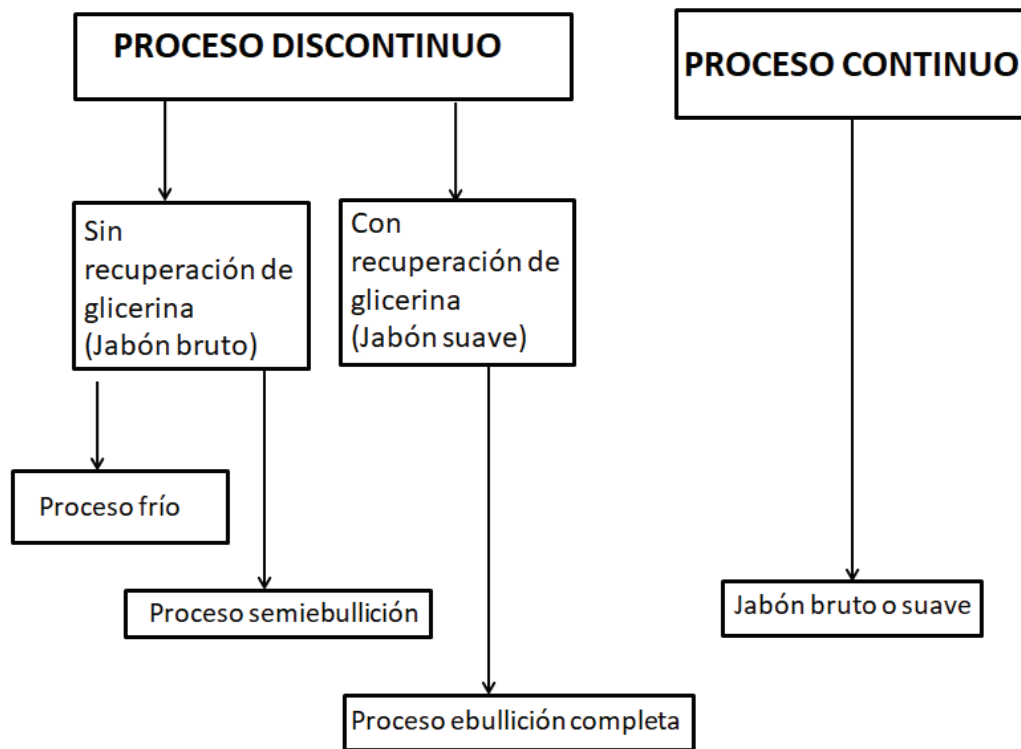 PROCESO DISCONTINUO
PROCESO CONTINUO
Sin
recuperación de
glicerina
(Jabón bruto)
Con
recuperación de
glicerina
(Jabón suave)
Proceso frío
Proceso semiebullición
Jabón bruto o suave
Proceso ebullición completa